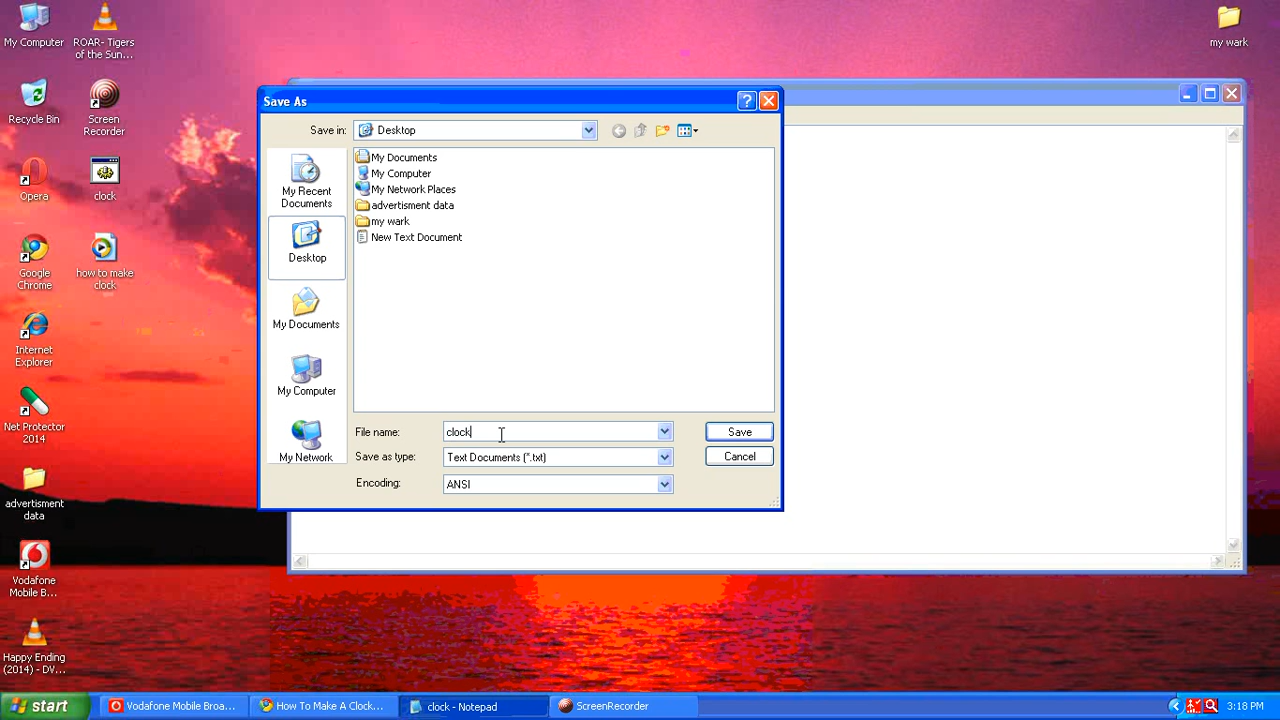 My Computer
ROAR- Tigers
of the Sun...
my wark
Recycle Bin
Screen
Recorder
Opera
clock
Google
Chrome
how to make
clock
Internet
Explorer
Net Protector
2014
advertisment
data
Vodafone
Mobile B...
Happy Ending
(2014) - DV...
Save As
Save in:
Desktop
My Recent
Documents
Desktop
My Documents
My Computer
My Network
My Documents
My Computer
My Network Places
advertisment data
my wark
New Text Document
File name:
clock
Save
Save as type:
Text Documents (*.txt)
Cancel
Encoding:
ANSI
start
Vodafone Mobile Broa...
How To Make A Clock...
clock - Notepad
ScreenRecorder
3:18 PM